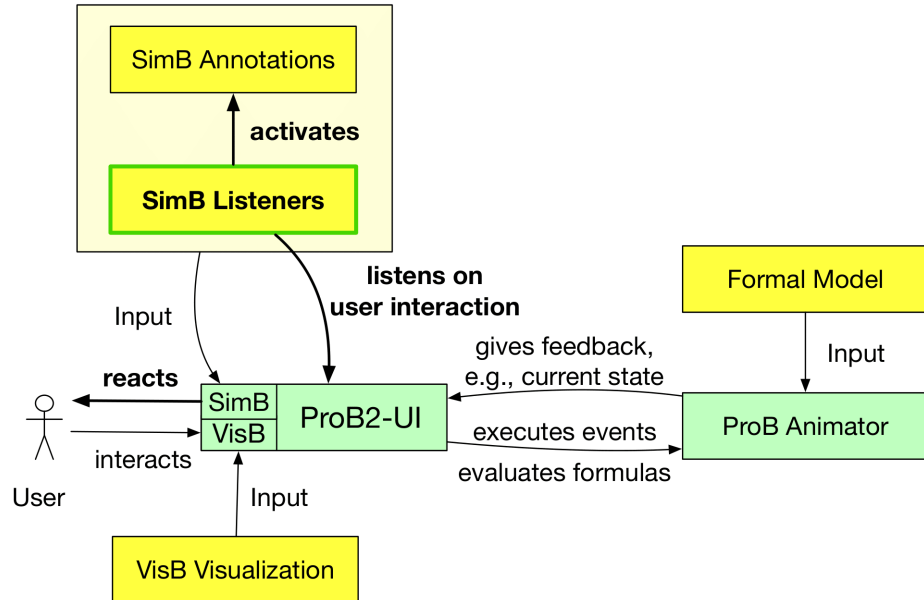 SimB Annotations
activates
SimB Listeners
listens on
user interaction
Formal Model
Input
Input
gives feedback,
e.g., current state
reacts
SimB
VisB
ProB2-UI
ProB Animator
executes events
evaluates formulas
interacts
User
Input
VisB Visualization